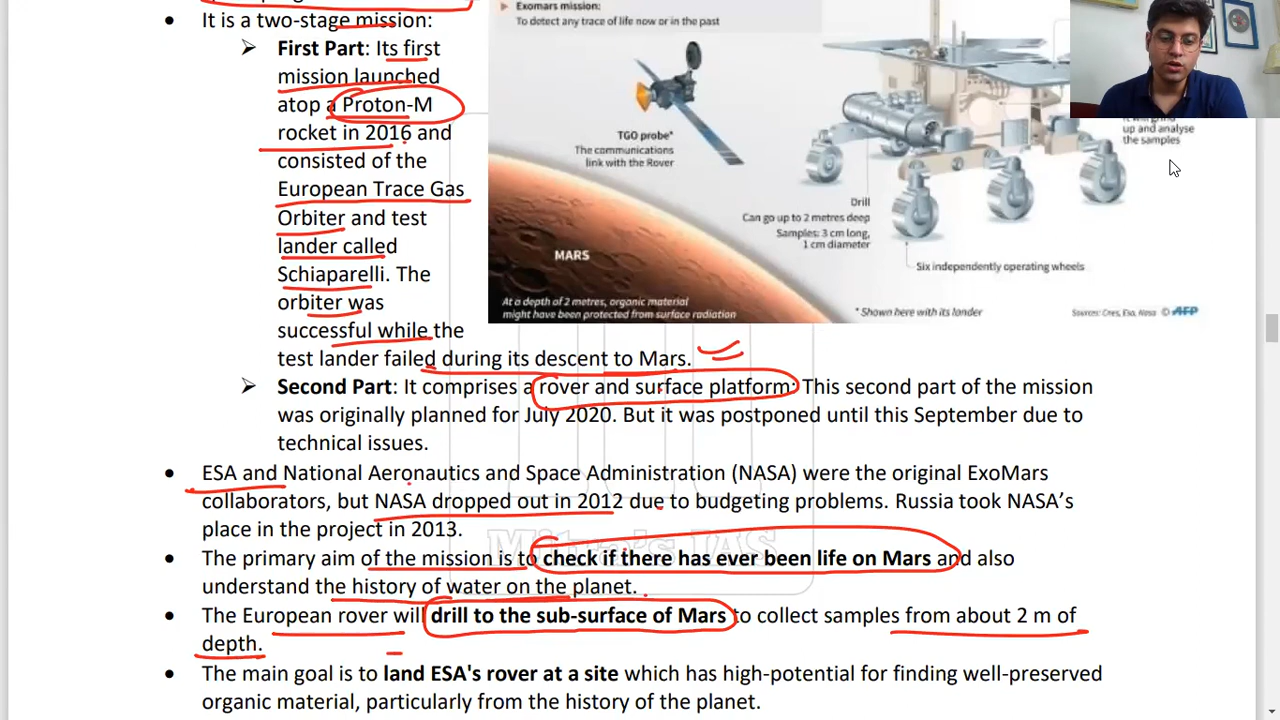 It is a two-stage mission:
First Part: Its first
mission launched
atop a Proton-M
rocket in 2016 and
consisted of the
European Trace Gas
Orbiter and test
lander called
Schiaparelli. The
orbiter was
successful while the
test lander failed during its descent to Mars.
Exomars mission:
To detect any trace of life now or in the past
TGO probe*
The communications
link with the Rover
up and analyse
the samples
Drill
Can go up to 2 metres deep
Samples: 3 cm long,
1 cm diameter
MARS
Six independently operating wheels
At a depth of 2 metres, organic material
might have been protected from surface radiation
* Shown here with its lander
Sources: Cnes, Esa, Nasa © AFP
Second Part: It comprises a rover and surface platform: This second part of the mission
was originally planned for July 2020. But it was postponed until this September due to
technical issues.
ESA and National Aeronautics and Space Administration (NASA) were the original ExoMars
collaborators, but NASA dropped out in 2012 due to budgeting problems. Russia took NASA's
place in the project in 2013.
The primary aim of the mission is to check if there has ever been life on Mars and also
understand the history of water on the planet.
The European rover will drill to the sub-surface of Mars to collect samples from about 2 m of
depth.
The main goal is to land ESA's rover at a site which has high-potential for finding well-preserved
organic material, particularly from the history of the planet.